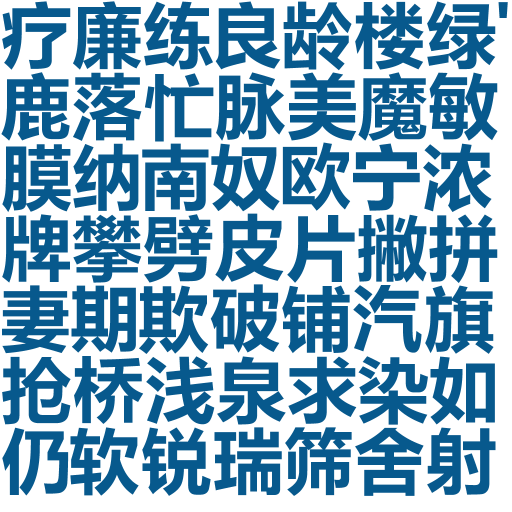 疗廉练良龄楼绿'
鹿落忙脉美魔敏
膜纳南奴欧宁浓
牌攀劈皮片撇拼
妻期欺破铺汽旗
抢桥浅泉求染如
仍软锐瑞筛舍射